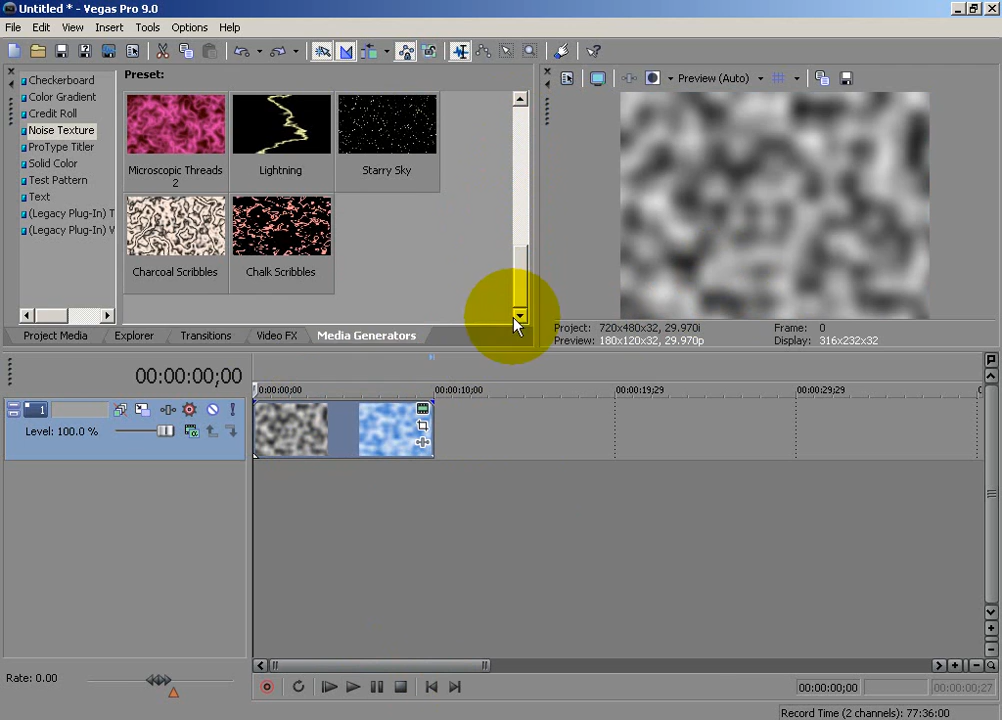 Untitled * - Vegas Pro 9.0
File Edit View Insert Tools Options Help
Checkerboard
Color Gradient
Credit Roll
Noise Texture
ProType Titler
Solid Color
Test Pattern
Text
(Legacy Plug-In) T
(Legacy Plug-In) V
Preset:
Microscopic Threads
2
Lightning
Starry Sky
Charcoal Scribbles
Chalk Scribbles
Project Media Explorer Transitions Video FX Media Generators
Preview (Auto)
Project: 720x480x32, 29.970i Frame: 0
Preview: 180x120x32, 29.970p Display: 316x232x32
00:00:00;00
0:00:00;00 00:00:10;00 00:00:19;29 00:00:29;29
1
Level: 100.0 %
Rate: 0.00
00:00:00;00 00:00:00;27
Record Time (2 channels): 77:36:00